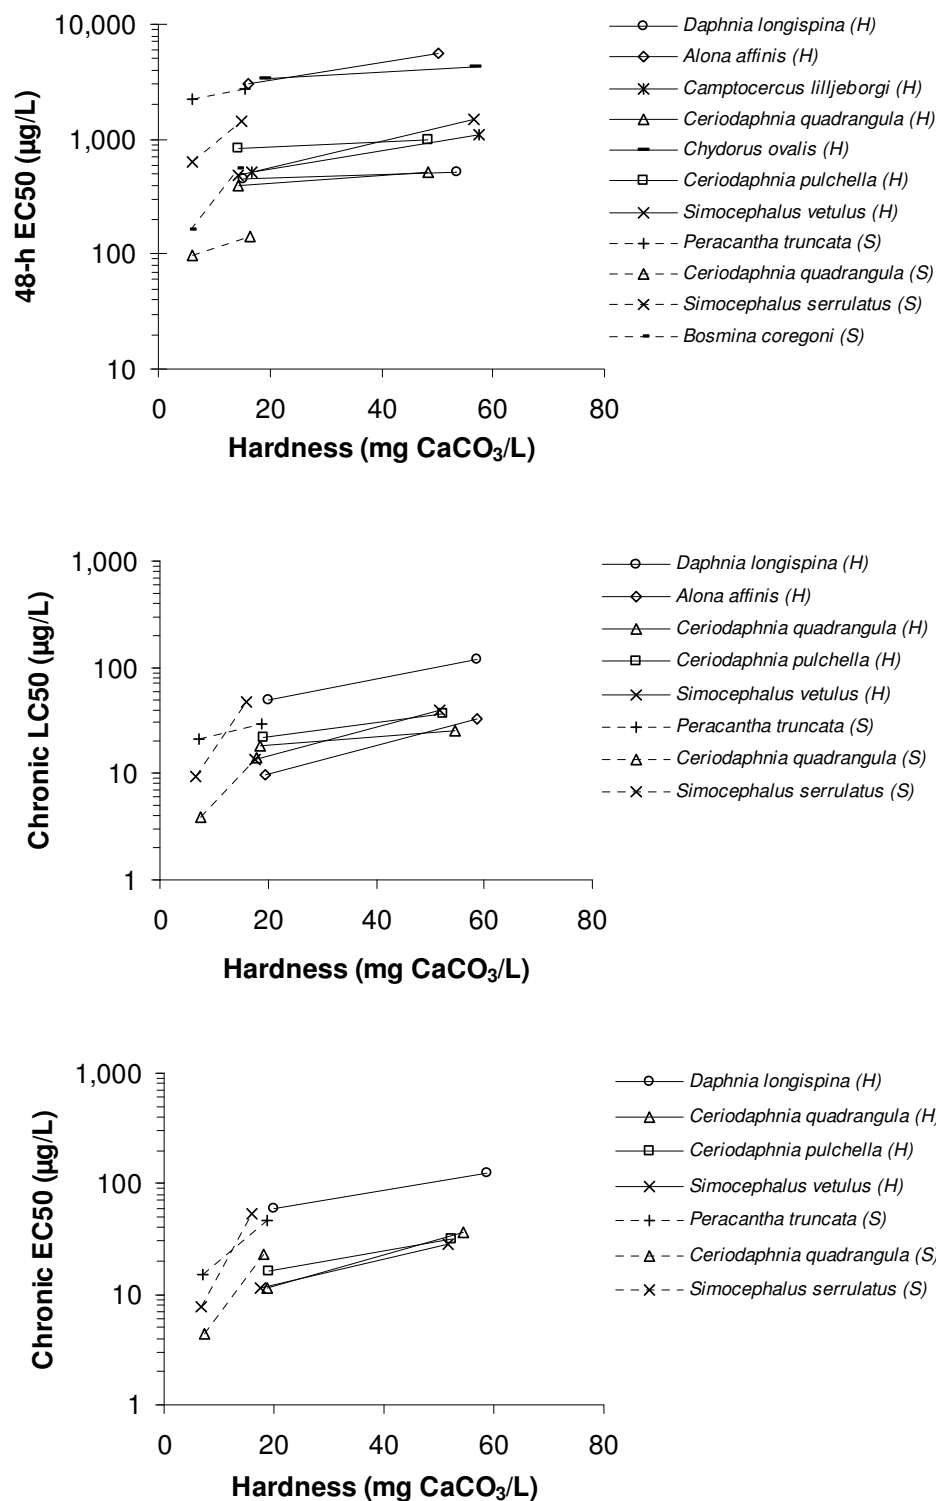 10,000
1,000
100
10
48-h EC50 (µg/L)
0 20 40 60 80
Hardness (mg CaCO₃/L)
Daphnia longispina (H)
Alona affinis (H)
Camptocercus lilljeborgi (H)
Ceriodaphnia quadrangula (H)
Chydorus ovalis (H)
Ceriodaphnia pulchella (H)
Simocephalus vetulus (H)
Peracantha truncata (S)
Ceriodaphnia quadrangula (S)
Simocephalus serrulatus (S)
Bosmina coregoni (S)
1,000
100
10
1
Chronic LC50 (µg/L)
0 20 40 60 80
Hardness (mg CaCO₃/L)
Daphnia longispina (H)
Alona affinis (H)
Ceriodaphnia quadrangula (H)
Ceriodaphnia pulchella (H)
Simocephalus vetulus (H)
Peracantha truncata (S)
Ceriodaphnia quadrangula (S)
Simocephalus serrulatus (S)
1,000
100
10
1
Chronic EC50 (µg/L)
0 20 40 60 80
Hardness (mg CaCO₃/L)
Daphnia longispina (H)
Ceriodaphnia quadrangula (H)
Ceriodaphnia pulchella (H)
Simocephalus vetulus (H)
Peracantha truncata (S)
Ceriodaphnia quadrangula (S)
Simocephalus serrulatus (S)